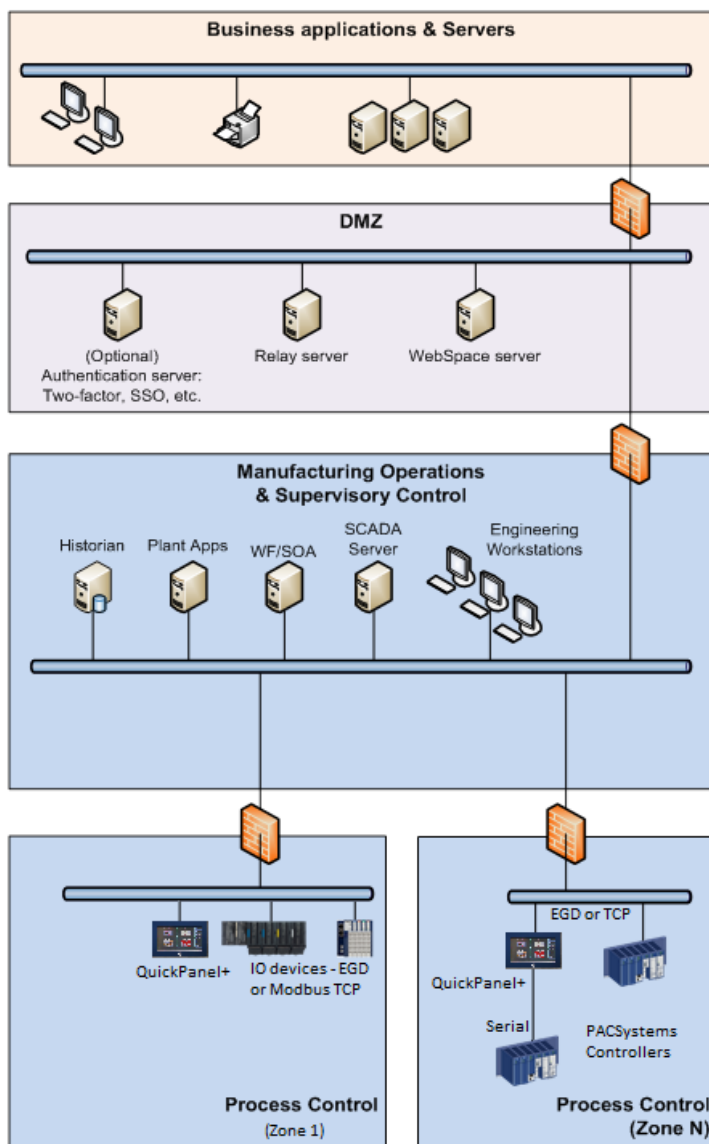 Business applications & Servers
DMZ
(Optional)
Authentication server:
Two-factor, SSO, etc.
Relay server
WebSpace server
Manufacturing Operations
& Supervisory Control
Historian
Plant Apps
WF/SOA
SCADA
Server
Engineering
Workstations
QuickPanel+
IO devices - EGD
or Modbus TCP
Process Control
(Zone 1)
EGD or TCP
QuickPanel+
Serial
PACSystems
Controllers
Process Control
(Zone N)